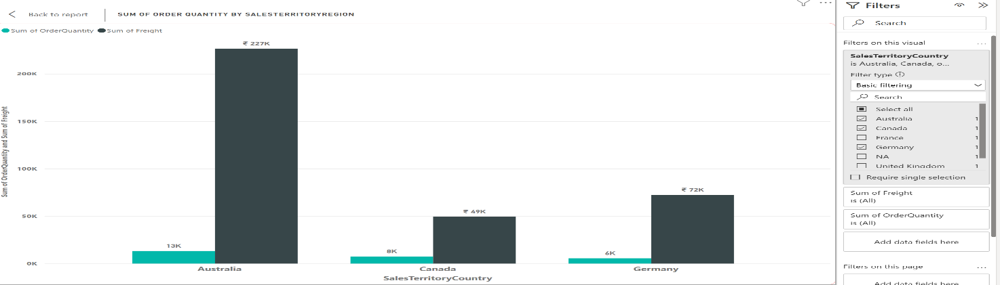 Back to report
SUM OF ORDER QUANTITY BY SALESTERRITORYREGION
Sum of OrderQuantity Sum of Freight
Sum of OrderQuantity and Sum of Freight
200K
150K
100K
50K
0K
₹ 227K
13K
₹ 49K
8K
₹ 72K
6K
Australia Canada Germany
SalesTerritoryCountry
Filters
Search
Filters on this visual
SalesTerritoryCountry
is Australia, Canada, o...
Filter type
Basic filtering
Search
Select all
Australia 1
Canada 1
France 1
Germany 1
NA 1
United Kingdom 1
Require single selection
Sum of Freight
is (All)
Sum of OrderQuantity
is (All)
Add data fields here
Filters on this page
Add data fields here